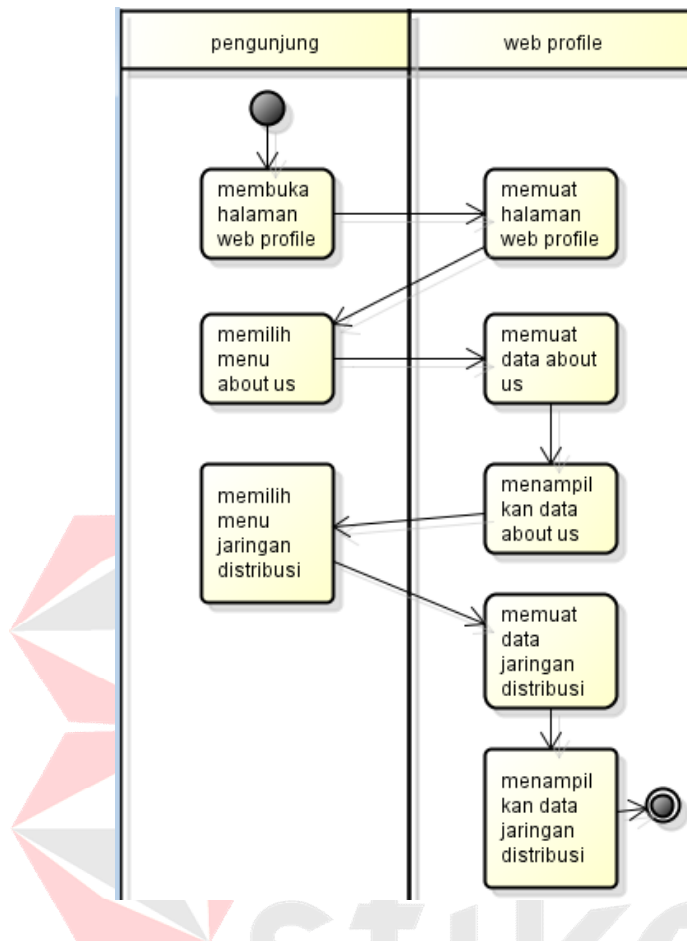 pengunjung
web profile
membuka
halaman
web profile
memuat
halaman
web profile
memilih
menu
about us
memuat
data about
us
menampil
kan data
about us
memilih
menu
jaringan
distribusi
memuat
data
jaringan
distribusi
menampil
kan data
jaringan
distribusi